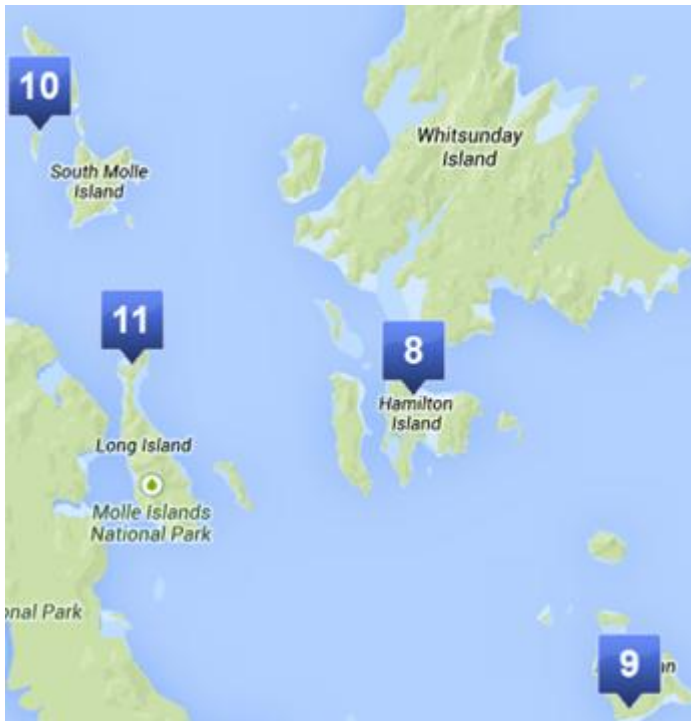 10
Whitsunday
Island
South Molle
Island
11
8
Hamilton
Island
Long Island
Molle Islands
National Park
onal Park
9
an